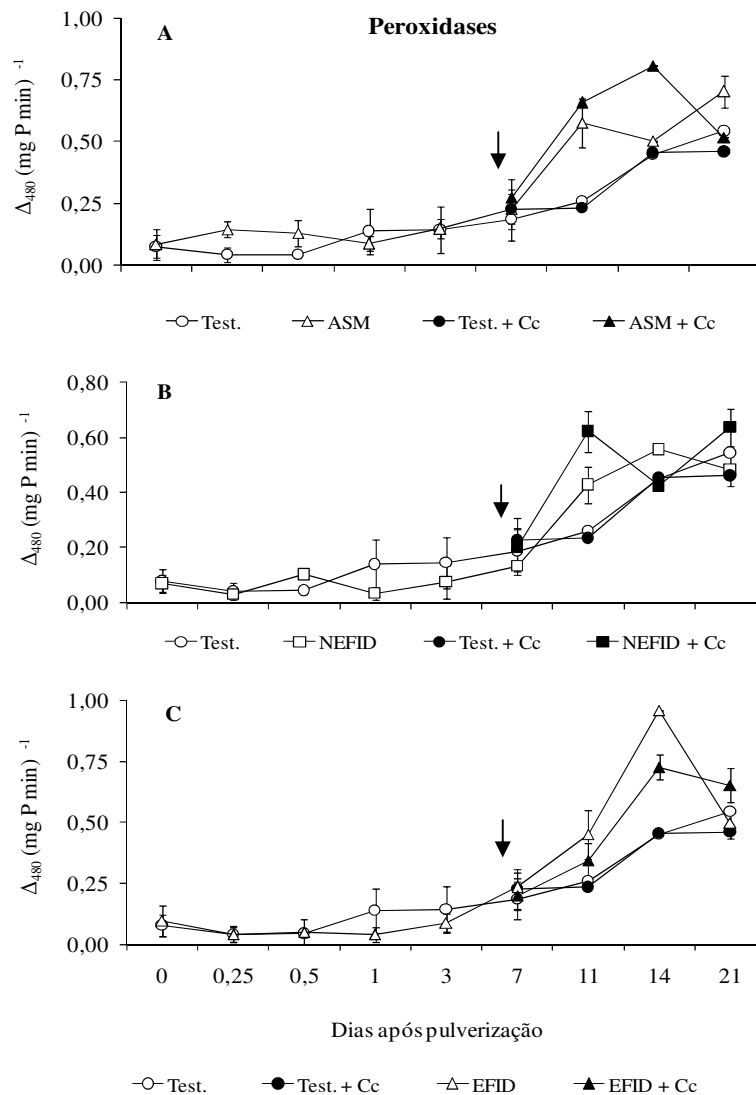 Peroxidases
A
1,00
0,75
0,50
0,25
0,00
Δ480 (mg P min) -1
Test. ASM Test. + Cc ASM + Cc
B
0,80
0,60
0,40
0,20
0,00
Δ480 (mg P min) -1
Test. NEFID Test. + Cc NEFID + Cc
C
1,00
0,75
0,50
0,25
0,00
Δ480 (mg P min) -1
0 0,25 0,5 1 3 7 11 14 21
Dias após pulverização
Test. Test. + Cc EFID EFID + Cc